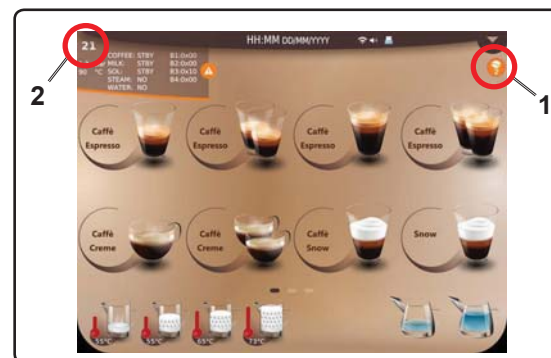 21 HH:MM DD/MM/YYYY
COFFEE: STBY B1:0x00
MILK: STBY B2:0x00
90 °C SOL: STBY B3:0x10
STEAM: NO B4:0x00
WATER: NO
2
1
Caffè Espresso
Caffè Espresso
Caffè Espresso
Caffè Espresso
Caffè Creme
Caffè Creme
Caffè Snow
Snow
55°C 55°C 65°C 73°C